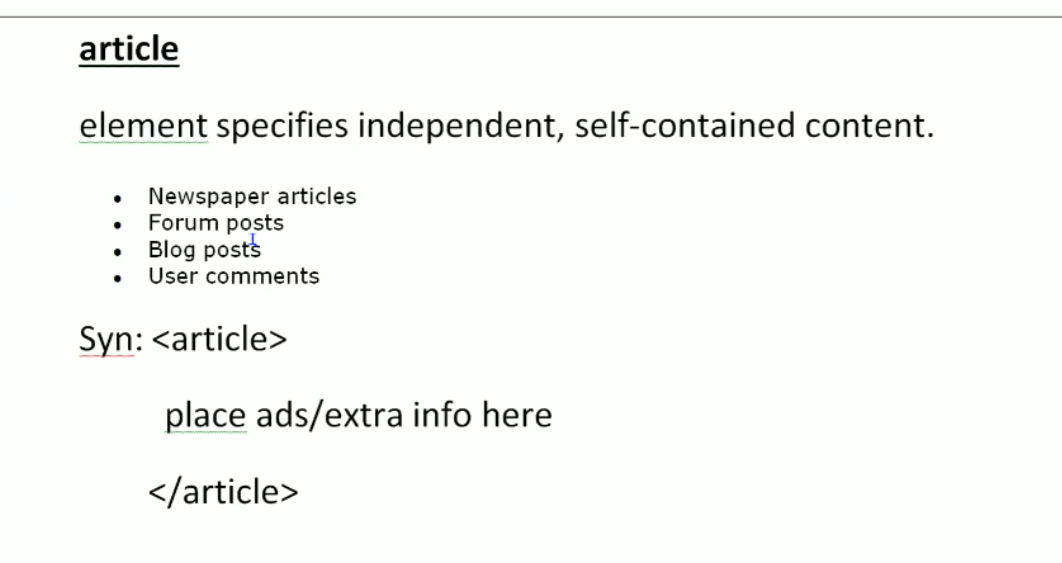 article
element specifies independent, self-contained content.
• Newspaper articles
• Forum posts
• Blog posts
• User comments
Syn: <article>
place ads/extra info here
</article>